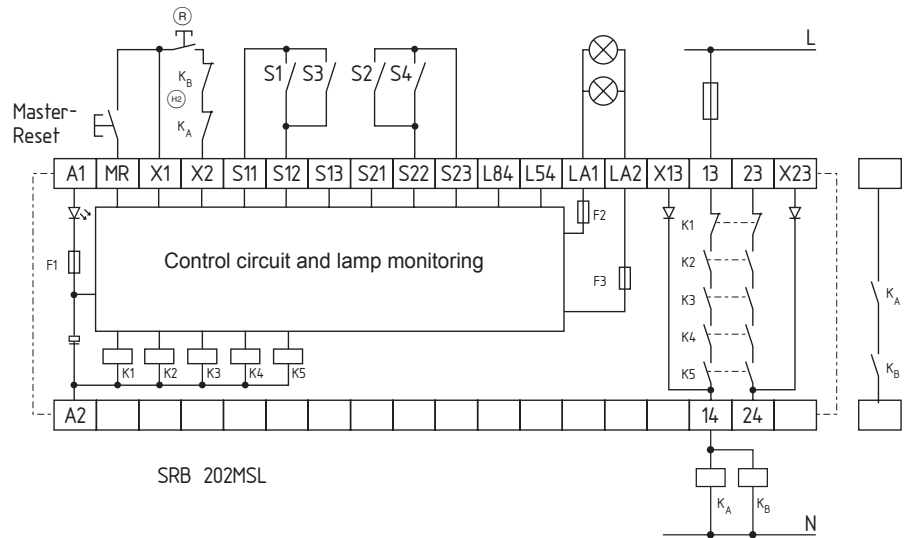 R
L
S1 S3 S2 S4
KB
H2
KA
Master-
Reset
A1 MR X1 X2 S11 S12 S13 S21 S22 S23 L84 L54 LA1 LA2 X13 13 23 X23
F2
K1
F1
Control circuit and lamp monitoring
K2
F3
K3
KA
K4
K1 K2 K3 K4 K5
K5
KB
A2 14 24
SRB 202MSL
KA KB
N